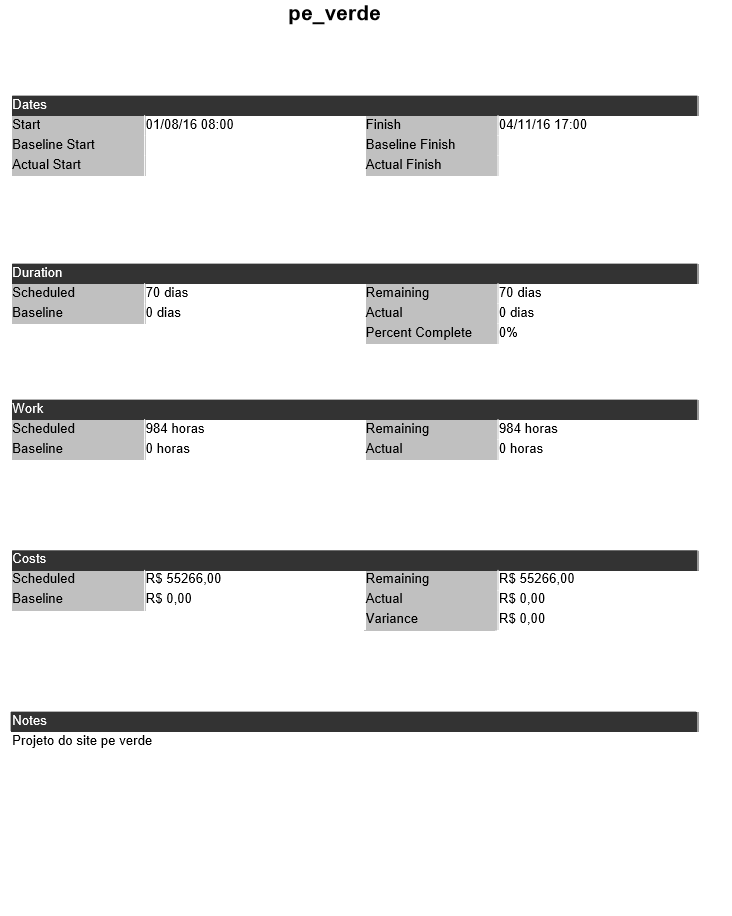 pe_verde
Dates
Start 01/08/16 08:00 Finish 04/11/16 17:00
Baseline Start Baseline Finish
Actual Start Actual Finish
Duration
Scheduled 70 dias Remaining 70 dias
Baseline 0 dias Actual 0 dias
Percent Complete 0%
Work
Scheduled 984 horas Remaining 984 horas
Baseline 0 horas Actual 0 horas
Costs
Scheduled R$ 55266,00 Remaining R$ 55266,00
Baseline R$ 0,00 Actual R$ 0,00
Variance R$ 0,00
Notes
Projeto do site pe verde